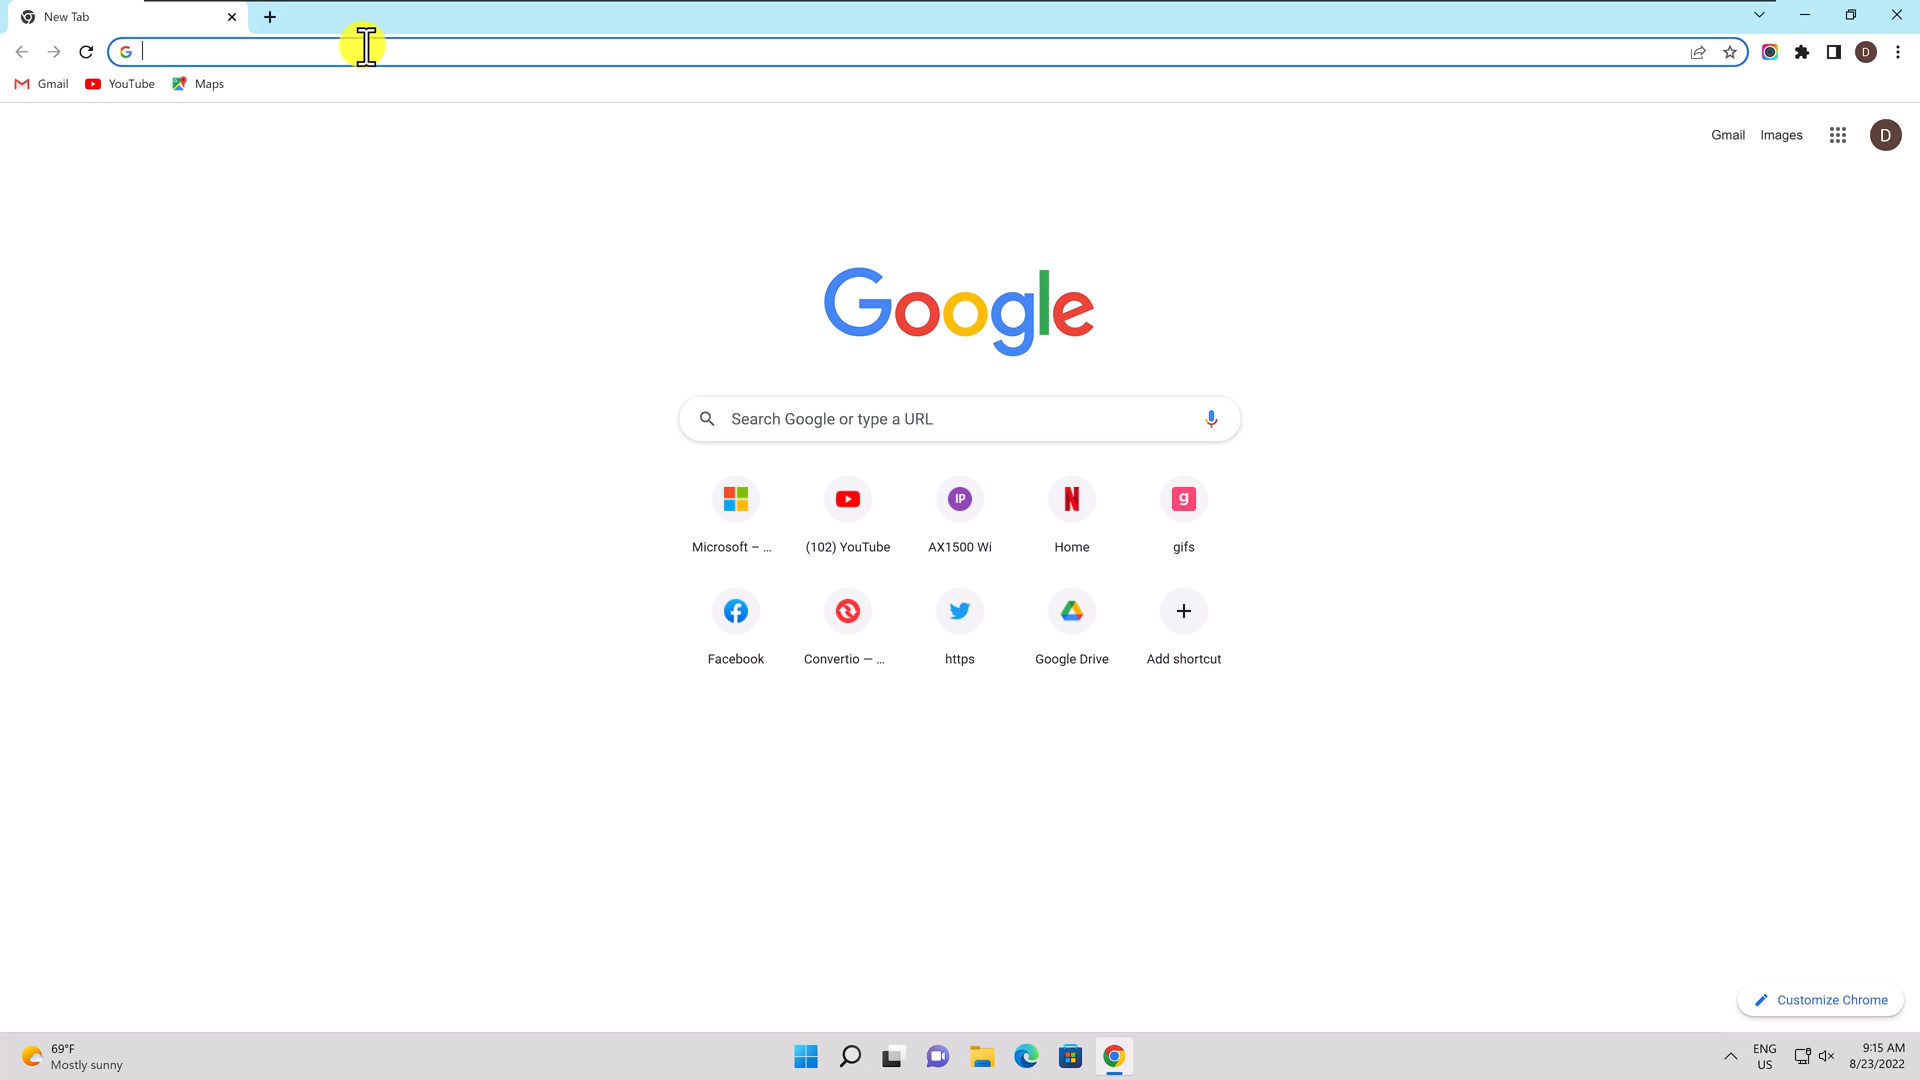 New Tab
Gmail YouTube Maps
Gmail Images D
Google
Search Google or type a URL
Microsoft – ... (102) YouTube AX1500 Wi Home gifs
Facebook Convertio — ... https Google Drive Add shortcut
Customize Chrome
69°F
Mostly sunny
ENG
US
9:15 AM
8/23/2022